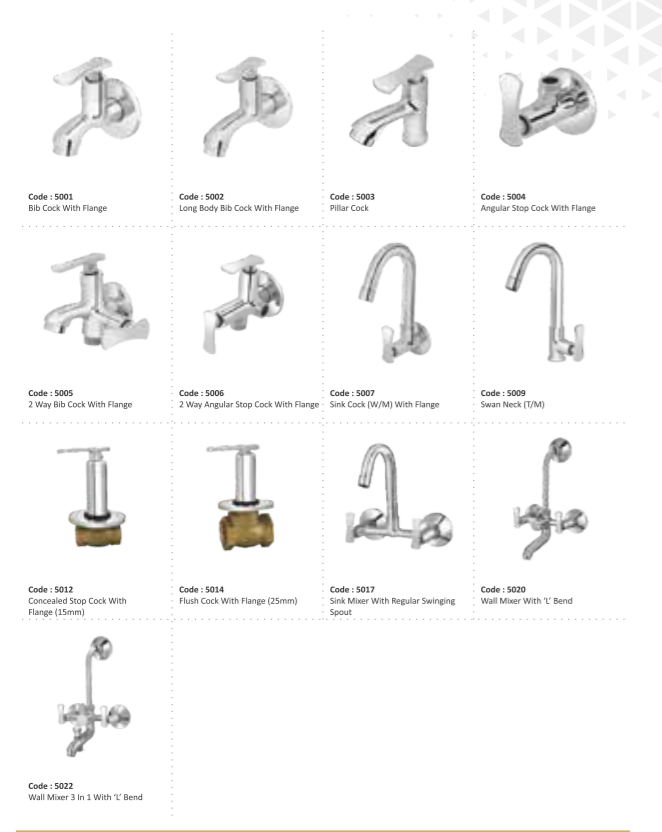 Code : 5001
Bib Cock With Flange
Code : 5002
Long Body Bib Cock With Flange
Code : 5003
Pillar Cock
Code : 5004
Angular Stop Cock With Flange
Code : 5005
2 Way Bib Cock With Flange
Code : 5006
2 Way Angular Stop Cock With Flange
Code : 5007
Sink Cock (W/M) With Flange
Code : 5009
Swan Neck (T/M)
Code : 5012
Concealed Stop Cock With
Flange (15mm)
Code : 5014
Flush Cock With Flange (25mm)
Code : 5017
Sink Mixer With Regular Swinging
Spout
Code : 5020
Wall Mixer With ‘L’ Bend
Code : 5022
Wall Mixer 3 In 1 With ‘L’ Bend